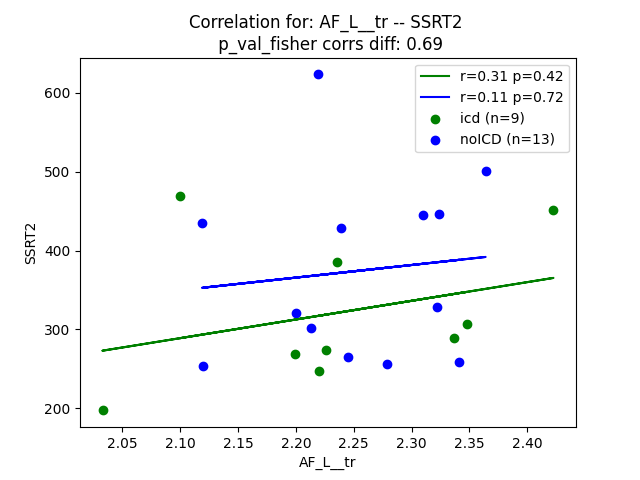 Correlation for: AF_L__tr -- SSRT2
p_val_fisher corrs diff: 0.69
r=0.31 p=0.42
r=0.11 p=0.72
icd (n=9)
noICD (n=13)
600
500
400
300
200
SSRT2
2.05 2.10 2.15 2.20 2.25 2.30 2.35 2.40
AF_L__tr